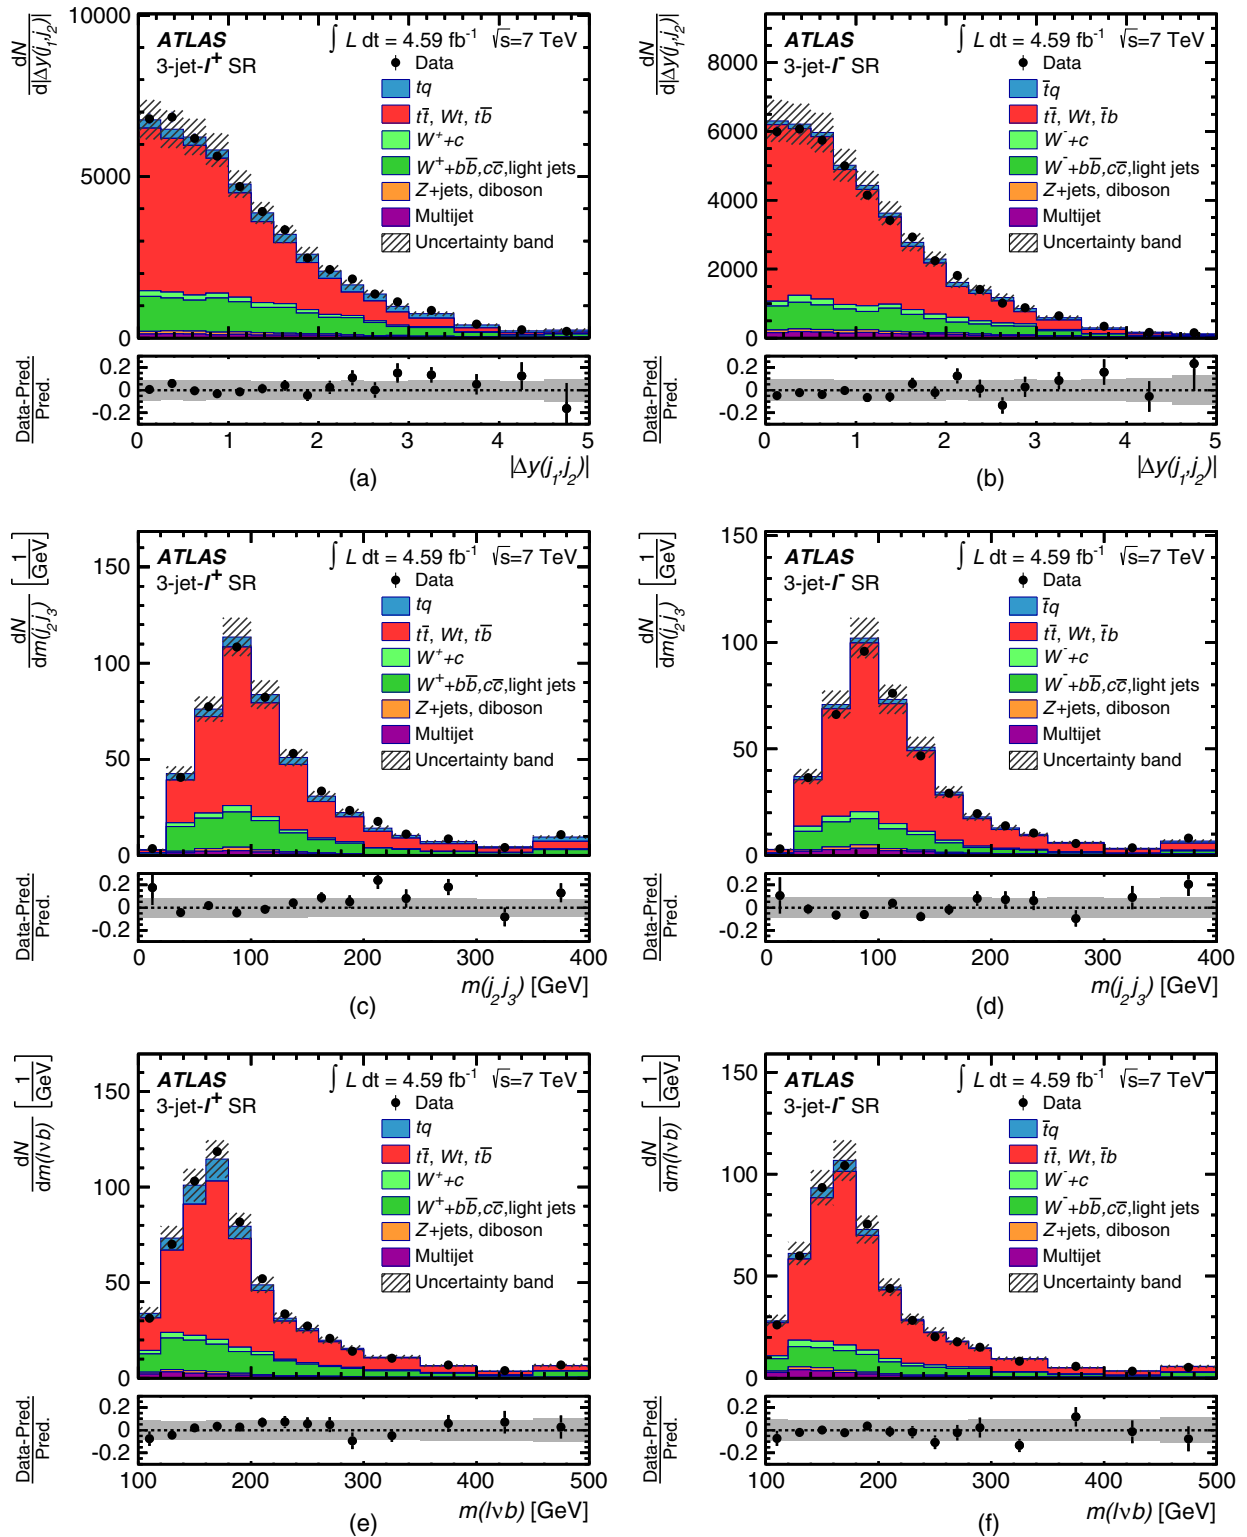 dN
d|Δy(j₁,j₂)|
10000
5000
0
ATLAS
3-jet-l⁺ SR
∫ L dt = 4.59 fb⁻¹ √s=7 TeV
Data
tq
tt̄, Wt, tb̄
W⁺+c
W⁺+bb̄,cc̄,light jets
Z+jets, diboson
Multijet
Uncertainty band
Data-Pred.
Pred.
0.2
0
-0.2
0 1 2 3 4 5
|Δy(j₁,j₂)|
(a)
dN
d|Δy(j₁,j₂)|
8000
6000
4000
2000
0
ATLAS
3-jet-l⁻ SR
∫ L dt = 4.59 fb⁻¹ √s=7 TeV
Data
t̄q
tt̄, Wt, t̄b
W⁻+c
W⁻+bb̄,cc̄,light jets
Z+jets, diboson
Multijet
Uncertainty band
Data-Pred.
Pred.
0.2
0
-0.2
0 1 2 3 4 5
|Δy(j₁,j₂)|
(b)
dN
dm(j₂j₃)
[1/GeV]
150
100
50
0
ATLAS
3-jet-l⁺ SR
∫ L dt = 4.59 fb⁻¹ √s=7 TeV
Data
tq
tt̄, Wt, tb̄
W⁺+c
W⁺+bb̄,cc̄,light jets
Z+jets, diboson
Multijet
Uncertainty band
Data-Pred.
Pred.
0.2
0
-0.2
0 100 200 300 400
m(j₂j₃) [GeV]
(c)
dN
dm(j₂j₃)
[1/GeV]
150
100
50
0
ATLAS
3-jet-l⁻ SR
∫ L dt = 4.59 fb⁻¹ √s=7 TeV
Data
t̄q
tt̄, Wt, t̄b
W⁻+c
W⁻+bb̄,cc̄,light jets
Z+jets, diboson
Multijet
Uncertainty band
Data-Pred.
Pred.
0.2
0
-0.2
0 100 200 300 400
m(j₂j₃) [GeV]
(d)
dN
dm(lνb)
[1/GeV]
150
100
50
0
ATLAS
3-jet-l⁺ SR
∫ L dt = 4.59 fb⁻¹ √s=7 TeV
Data
tq
tt̄, Wt, tb̄
W⁺+c
W⁺+bb̄,cc̄,light jets
Z+jets, diboson
Multijet
Uncertainty band
Data-Pred.
Pred.
0.2
0
-0.2
100 200 300 400 500
m(lνb) [GeV]
(e)
dN
dm(lνb)
[1/GeV]
150
100
50
0
ATLAS
3-jet-l⁻ SR
∫ L dt = 4.59 fb⁻¹ √s=7 TeV
Data
t̄q
tt̄, Wt, t̄b
W⁻+c
W⁻+bb̄,cc̄,light jets
Z+jets, diboson
Multijet
Uncertainty band
Data-Pred.
Pred.
0.2
0
-0.2
100 200 300 400 500
m(lνb) [GeV]
(f)